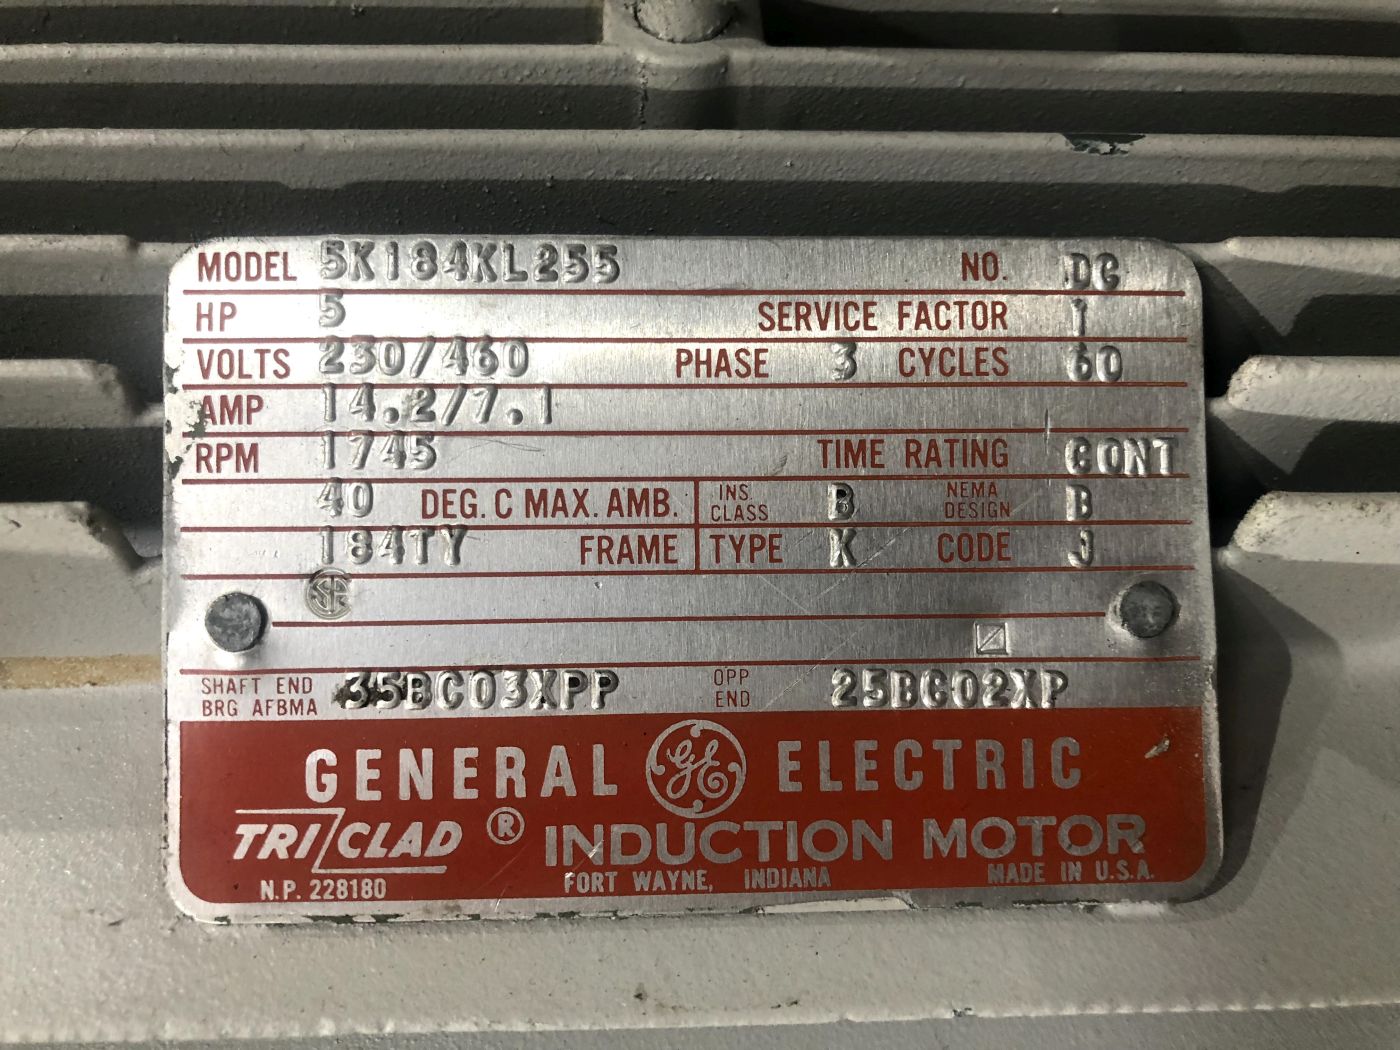 MODEL 5K184KL255 NO. DC
HP 5 SERVICE FACTOR 1
VOLTS 230/460 PHASE 3 CYCLES 60
AMP 14.2/7.1
RPM 1745 TIME RATING CONT
40 DEG. C MAX. AMB. INS. CLASS B NEMA DESIGN B
184TY FRAME TYPE K CODE J
SHAFT END BRG AFBMA 35BC03XPP OPP END 25BC02XP
GENERAL GE ELECTRIC
TRI/CLAD ® INDUCTION MOTOR
N.P. 228180 FORT WAYNE, INDIANA MADE IN U.S.A.